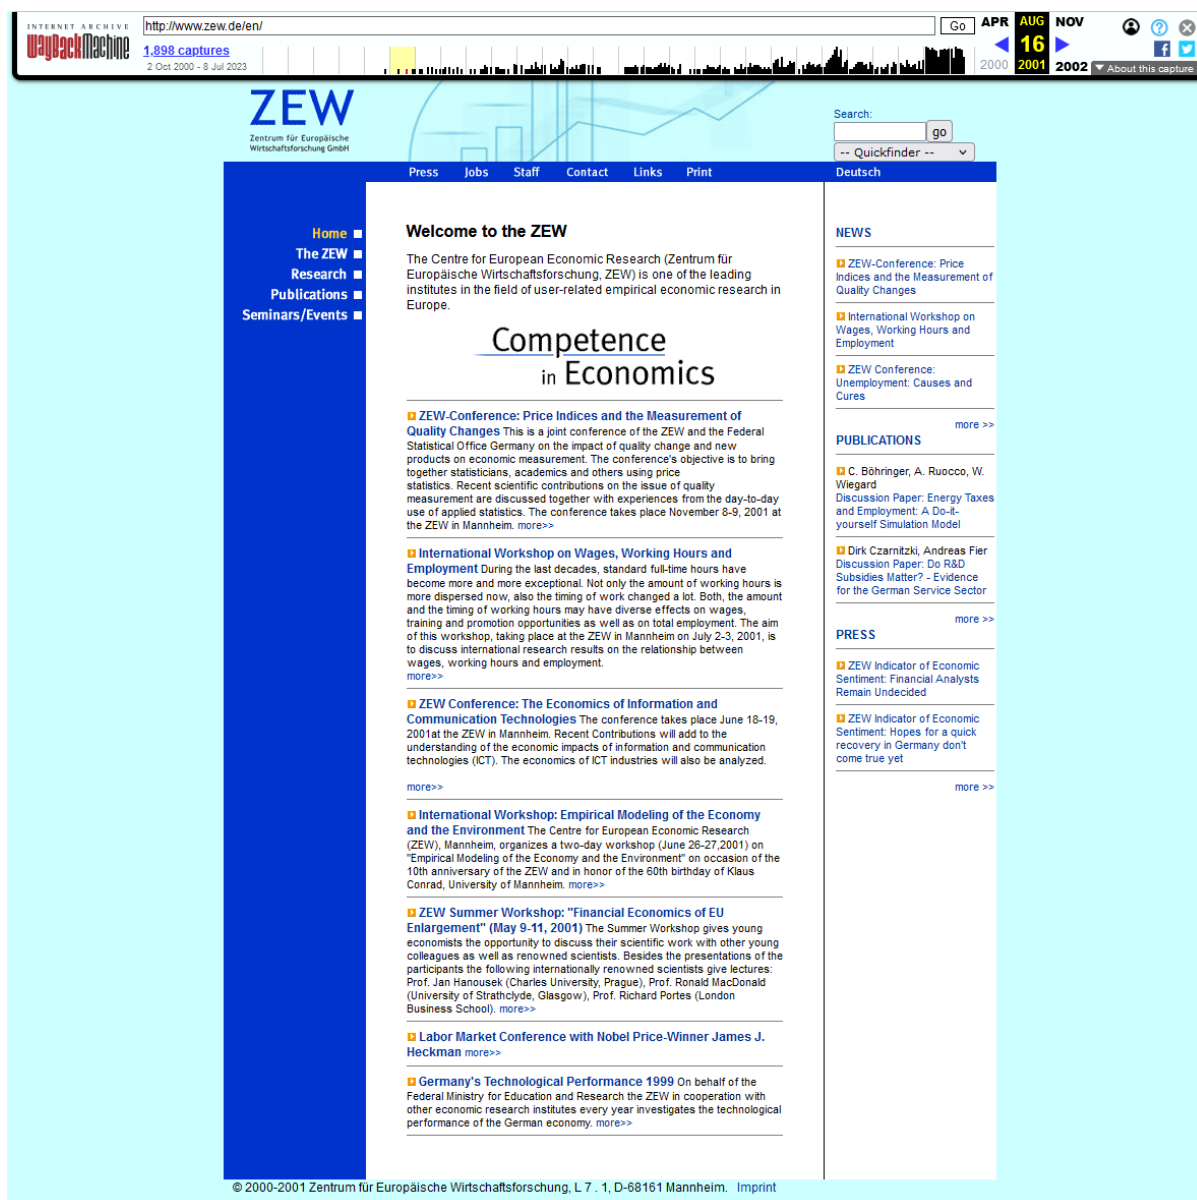 INTERNET ARCHIVE
WayBackMachine
http://www.zew.de/en/
Go
1,898 captures
2 Oct 2000 - 8 Jul 2023
APR
AUG
NOV
16
2000
2001
2002
About this capture
ZEW
Zentrum für Europäische
Wirtschaftsforschung GmbH
Search:
go
-- Quickfinder --
Press
Jobs
Staff
Contact
Links
Print
Deutsch
Home
The ZEW
Research
Publications
Seminars/Events
Welcome to the ZEW
The Centre for European Economic Research (Zentrum für
Europäische Wirtschaftsforschung, ZEW) is one of the leading
institutes in the field of user-related empirical economic research in
Europe.
Competence
in Economics
ZEW-Conference: Price Indices and the Measurement of
Quality Changes This is a joint conference of the ZEW and the Federal
Statistical Office Germany on the impact of quality change and new
products on economic measurement. The conference's objective is to bring
together statisticians, academics and others using price
statistics. Recent scientific contributions on the issue of quality
measurement are discussed together with experiences from the day-to-day
use of applied statistics. The conference takes place November 8-9, 2001 at
the ZEW in Mannheim. more>>
International Workshop on Wages, Working Hours and
Employment During the last decades, standard full-time hours have
become more and more exceptional. Not only the amount of working hours is
more dispersed now, also the timing of work changed a lot. Both, the amount
and the timing of working hours may have diverse effects on wages,
training and promotion opportunities as well as on total employment. The aim
of this workshop, taking place at the ZEW in Mannheim on July 2-3, 2001, is
to discuss international research results on the relationship between
wages, working hours and employment.
more>>
ZEW Conference: The Economics of Information and
Communication Technologies The conference takes place June 18-19,
2001at the ZEW in Mannheim. Recent Contributions will add to the
understanding of the economic impacts of information and communication
technologies (ICT). The economics of ICT industries will also be analyzed.
more>>
International Workshop: Empirical Modeling of the Economy
and the Environment The Centre for European Economic Research
(ZEW), Mannheim, organizes a two-day workshop (June 26-27,2001) on
"Empirical Modeling of the Economy and the Environment" on occasion of the
10th anniversary of the ZEW and in honor of the 60th birthday of Klaus
Conrad, University of Mannheim. more>>
ZEW Summer Workshop: "Financial Economics of EU
Enlargement" (May 9-11, 2001) The Summer Workshop gives young
economists the opportunity to discuss their scientific work with other young
colleagues as well as renowned scientists. Besides the presentations of the
participants the following internationally renowned scientists give lectures:
Prof. Jan Hanousek (Charles University, Prague), Prof. Ronald MacDonald
(University of Strathclyde, Glasgow), Prof. Richard Portes (London
Business School). more>>
Labor Market Conference with Nobel Price-Winner James J.
Heckman more>>
Germany's Technological Performance 1999 On behalf of the
Federal Ministry for Education and Research the ZEW in cooperation with
other economic research institutes every year investigates the technological
performance of the German economy. more>>
NEWS
ZEW-Conference: Price
Indices and the Measurement of
Quality Changes
International Workshop on
Wages, Working Hours and
Employment
ZEW Conference:
Unemployment: Causes and
Cures
more >>
PUBLICATIONS
C. Böhringer, A. Ruocco, W.
Wiegard
Discussion Paper: Energy Taxes
and Employment: A Do-it-
yourself Simulation Model
Dirk Czarnitzki, Andreas Fier
Discussion Paper: Do R&D
Subsidies Matter? - Evidence
for the German Service Sector
more >>
PRESS
ZEW Indicator of Economic
Sentiment: Financial Analysts
Remain Undecided
ZEW Indicator of Economic
Sentiment: Hopes for a quick
recovery in Germany don't
come true yet
more >>
© 2000-2001 Zentrum für Europäische Wirtschaftsforschung, L 7 . 1, D-68161 Mannheim. Imprint